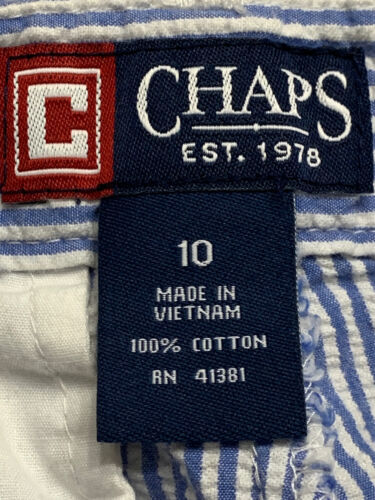 C
CHAPS
EST. 1978
10
MADE IN
VIETNAM
100% COTTON
RN 41381